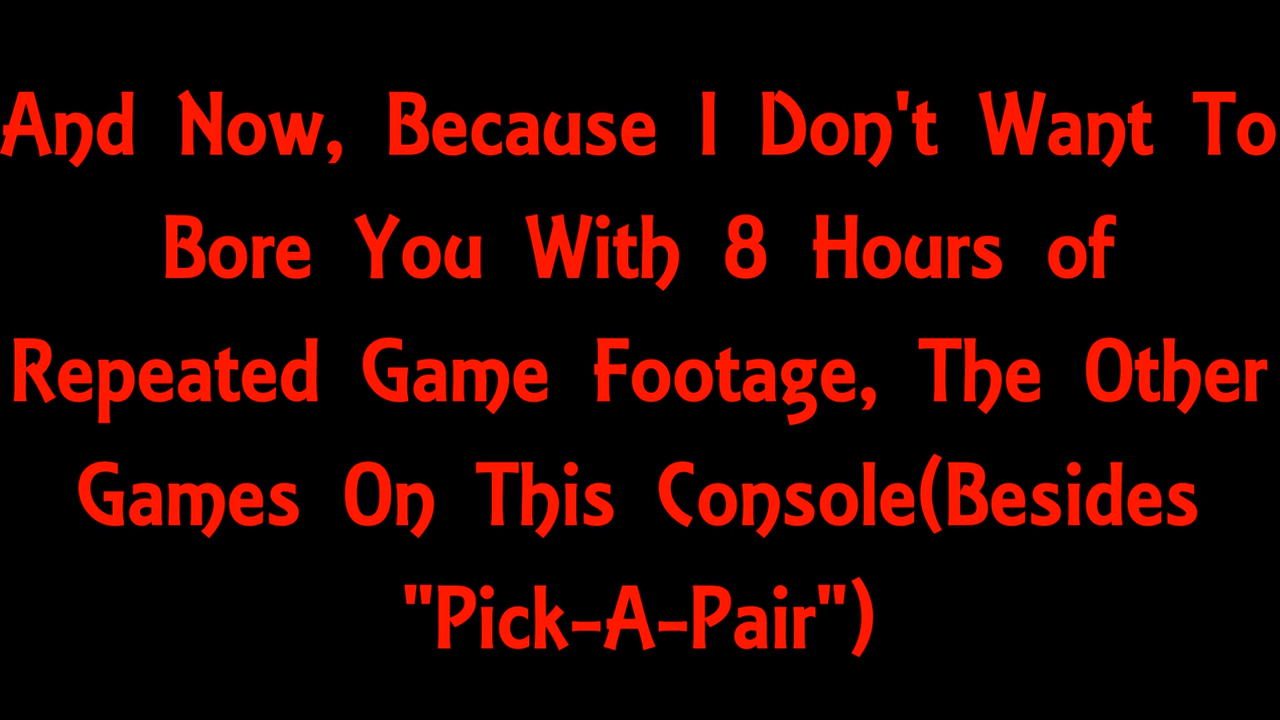 And Now, Because I Don't Want To
Bore You With 8 Hours of
Repeated Game Footage, The Other
Games On This Console(Besides
"Pick-A-Pair")